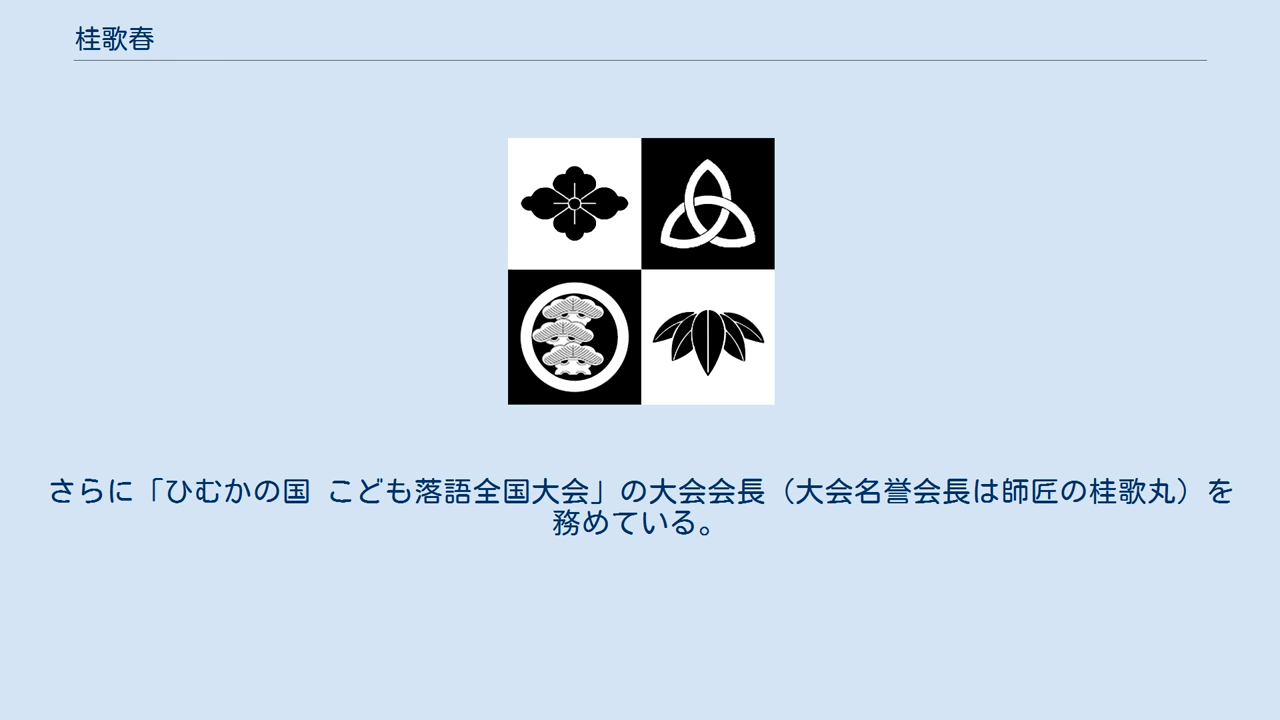 桂歌春
さらに「ひむかの国 こども落語全国大会」の大会会長（大会名誉会長は師匠の桂歌丸）を
務めている。